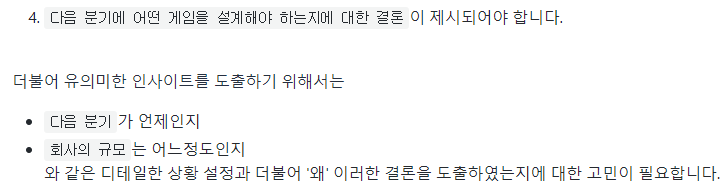 4. 다음 분기에 어떤 게임을 설계해야 하는지에 대한 결론 이 제시되어야 합니다.
더불어 유의미한 인사이트를 도출하기 위해서는
• 다음 분기 가 언제인지
• 회사의 규모 는 어느정도인지
와 같은 디테일한 상황 설정과 더불어 '왜' 이러한 결론을 도출하였는지에 대한 고민이 필요합니다.